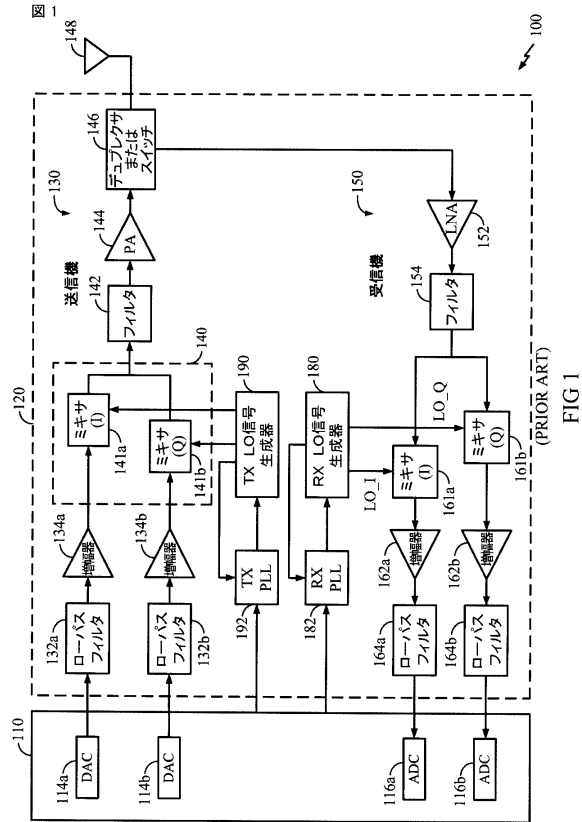 図 1
100
120
110
148
146
デュプレクサ
または
スイッチ
130
送信機
144
PA
142
フィルタ
140
ミキサ
(I)
141a
ミキサ
(Q)
141b
134a
増幅器
134b
増幅器
132a
ローパス
フィルタ
132b
ローパス
フィルタ
114a
DAC
114b
DAC
190
TX LO信号
生成器
192
TX
PLL
180
RX LO信号
生成器
182
RX
PLL
150
受信機
LNA
152
154
フィルタ
LO_I
LO_Q
ミキサ
(I)
161a
ミキサ
(Q)
161b
162a
増幅器
162b
増幅器
164a
ローパス
フィルタ
164b
ローパス
フィルタ
116a
ADC
116b
ADC
(PRIOR ART)
FIG 1